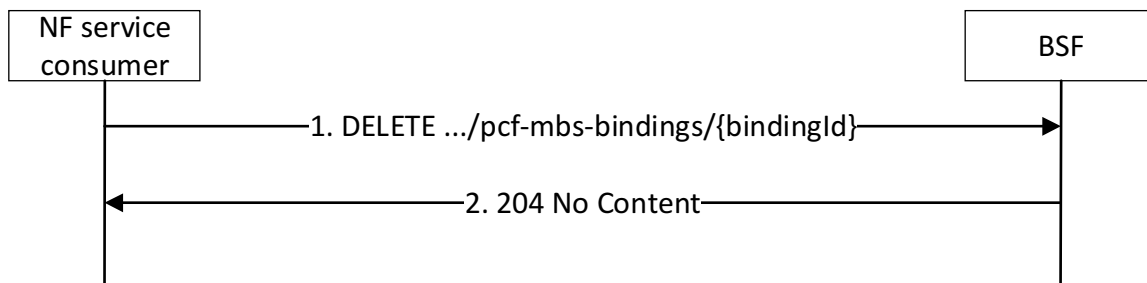 NF service
consumer
BSF
1. DELETE .../pcf-mbs-bindings/{bindingId}
2. 204 No Content